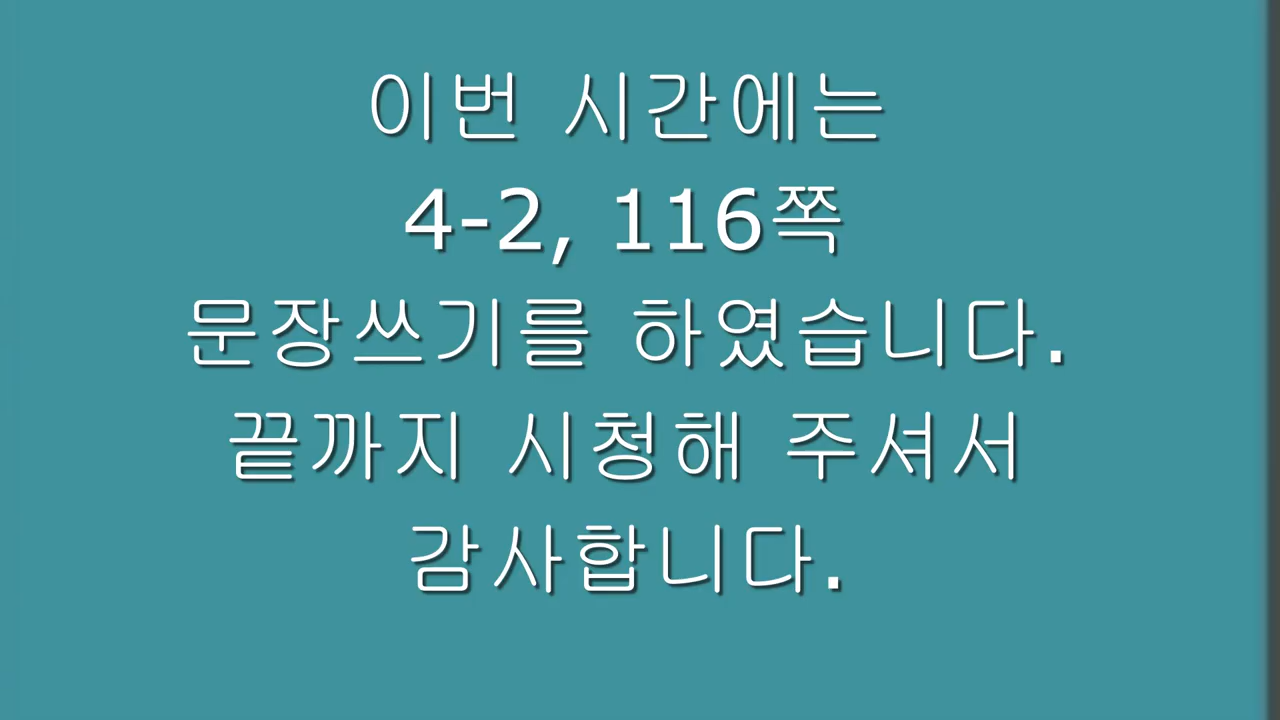 이번 시간에는
4-2, 116쪽
문장쓰기를 하였습니다.
끝까지 시청해 주셔서
감사합니다.